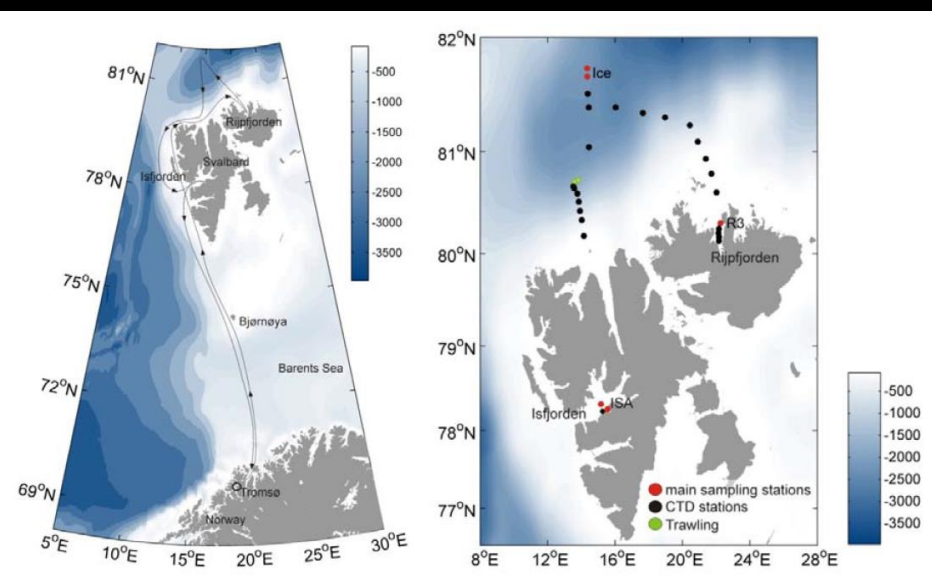 81°N
78°N
75°N
72°N
69°N
5°E
10°E
15°E
20°E
25°E
30°E
Rijpfjorden
Svalbard
Isfjorden
Bjørnøya
Barents Sea
Tromsø
Norway
-500
-1000
-1500
-2000
-2500
-3000
-3500
82°N
81°N
80°N
79°N
78°N
77°N
8°E
12°E
16°E
20°E
24°E
28°E
Ice
R3
Rijpfjorden
ISA
Isfjorden
main sampling stations
CTD stations
Trawling
-500
-1000
-1500
-2000
-2500
-3000
-3500